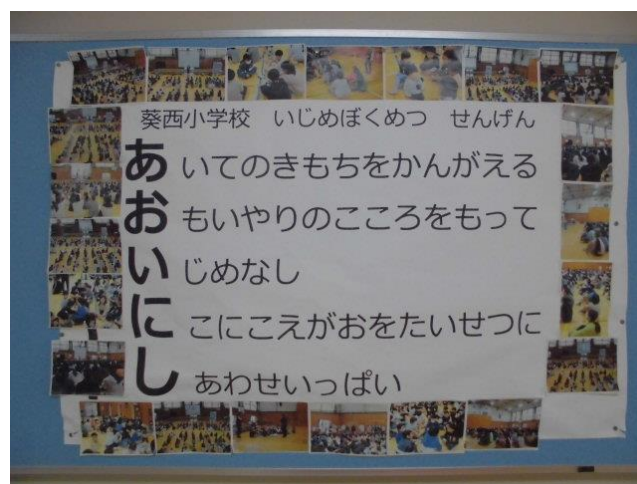 葵西小学校　いじめぼくめつ　せんげん
あいてのきもちをかんがえる
おもいやりのこころをもって
いじめなし
にこにこえがおをたいせつに
しあわせいっぱい